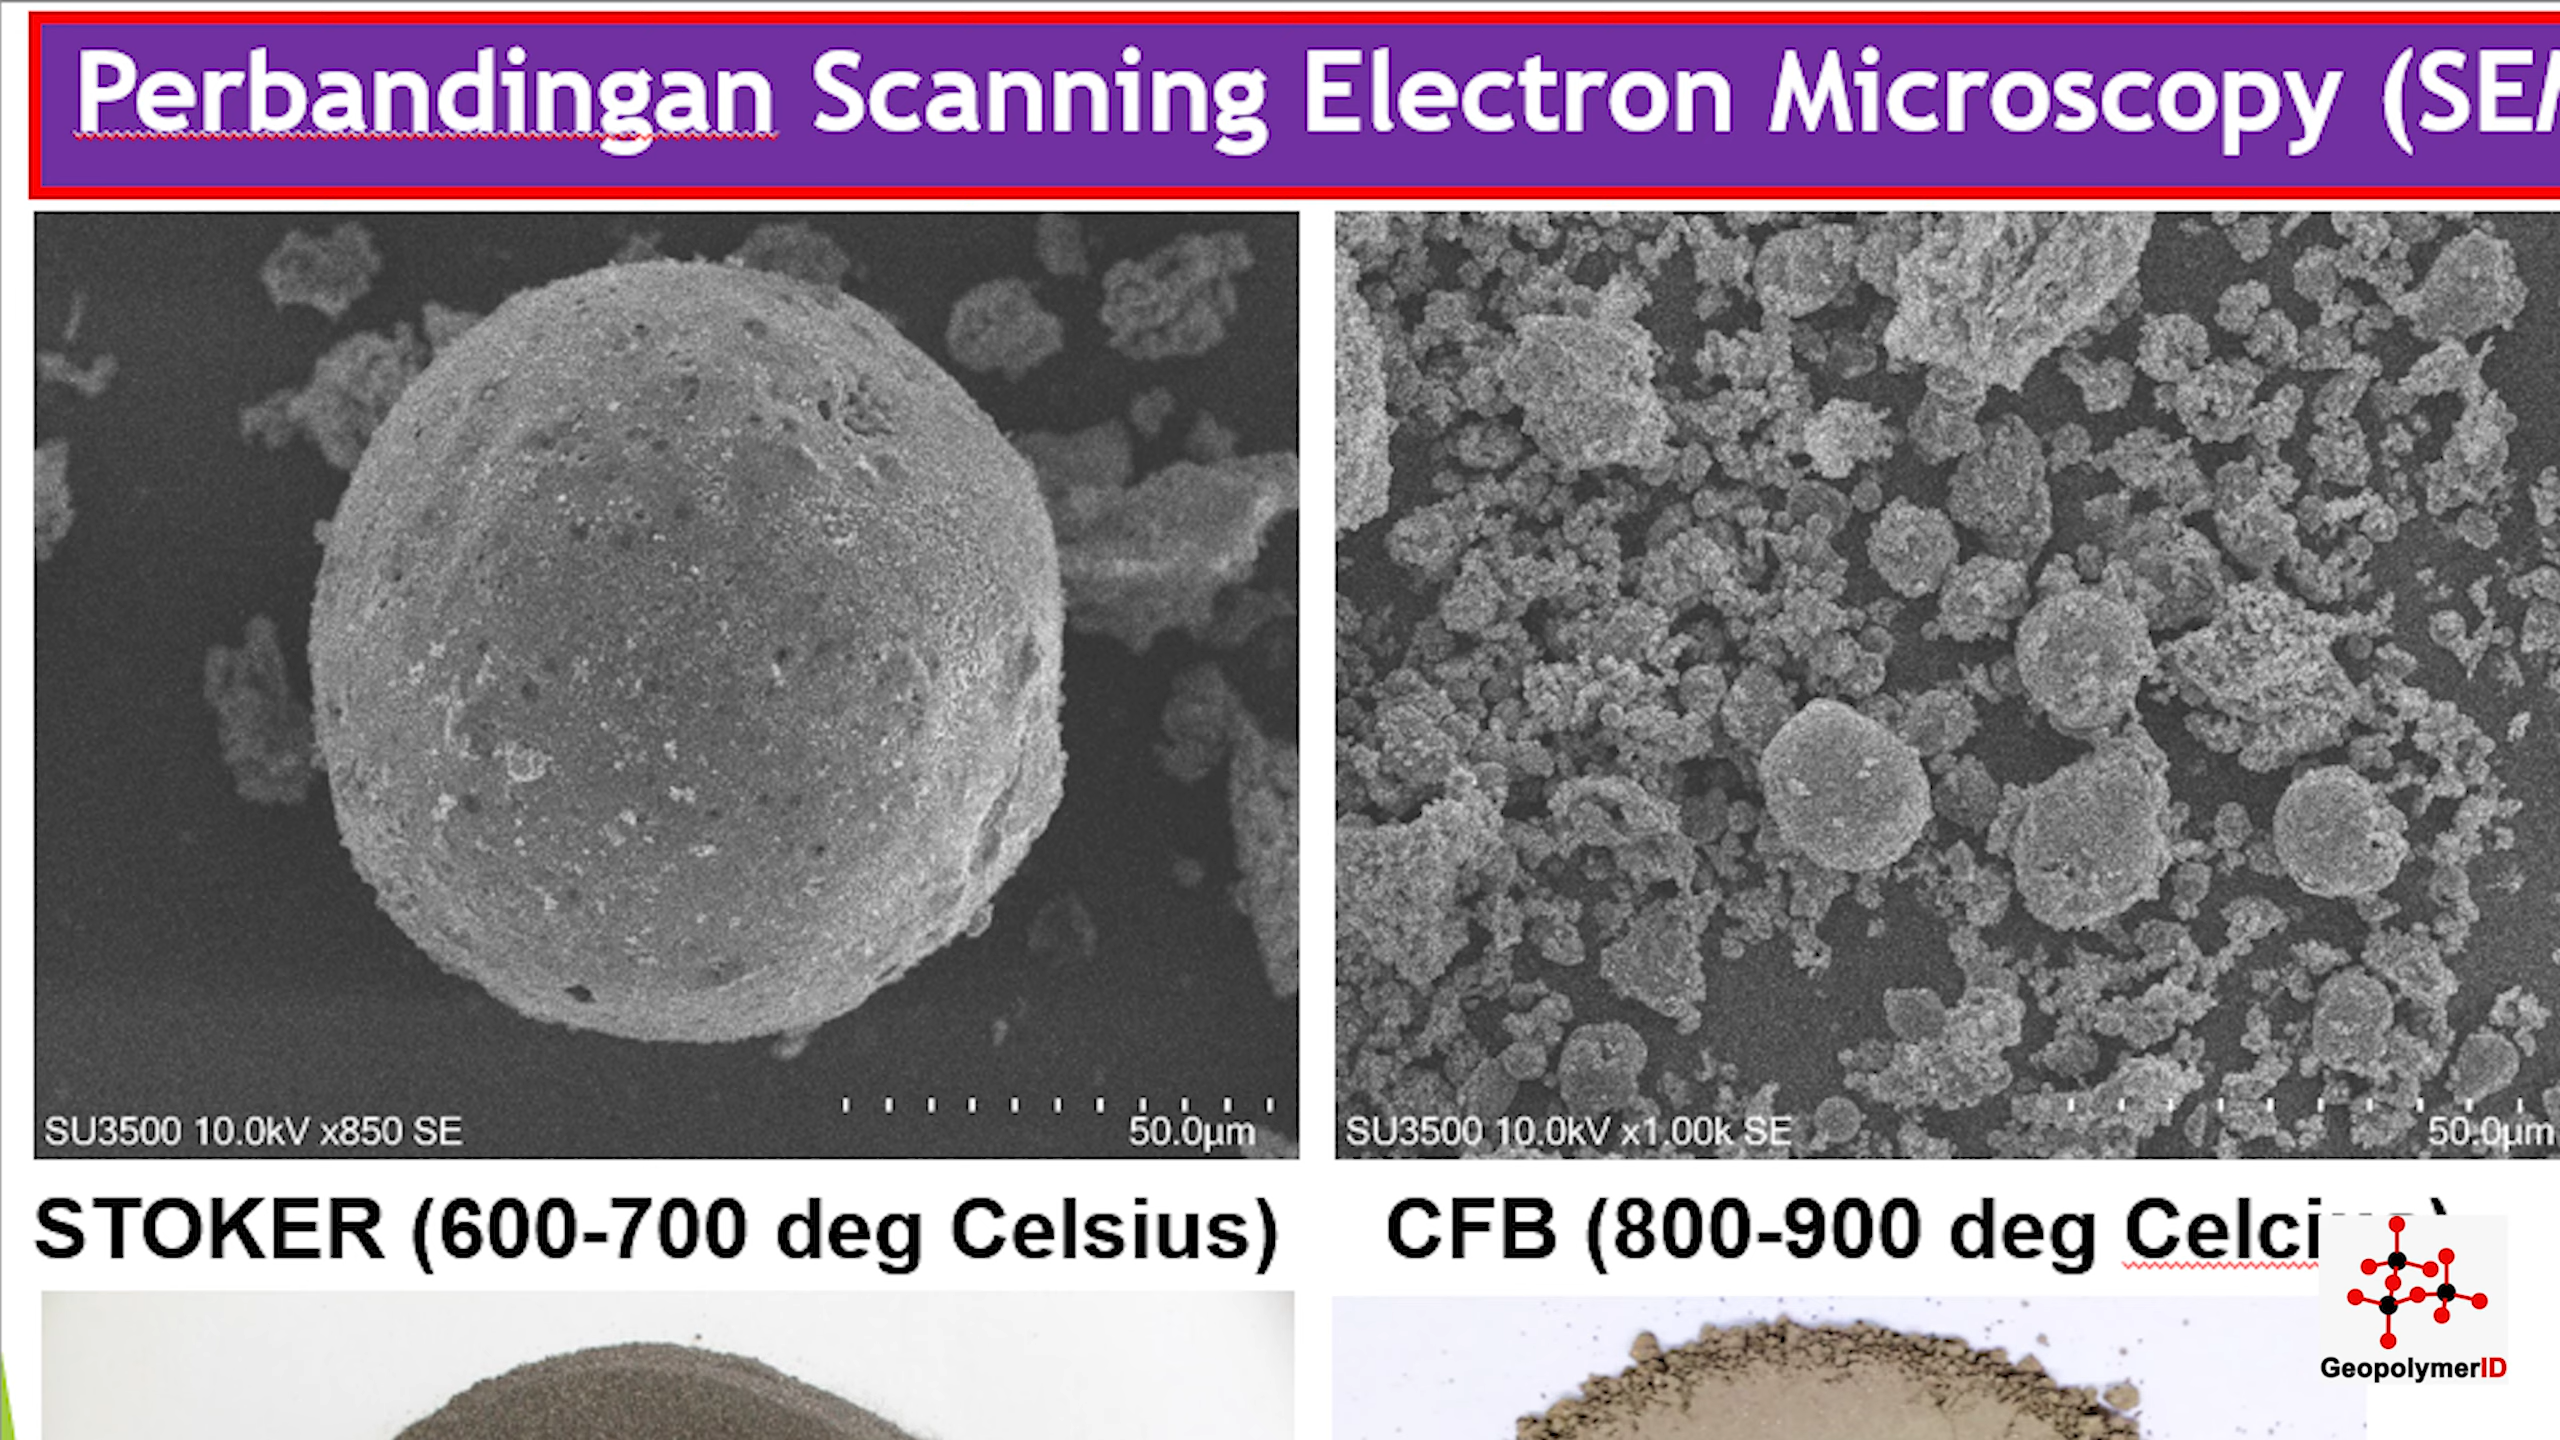 Perbandingan Scanning Electron Microscopy
SU3500 10.0kV x850 SE
50.0µm
SU3500 10.0kV x1.00k SE
50.0µm
STOKER (600-700 deg Celsius)
CFB (800-900 deg
GeopolymerID